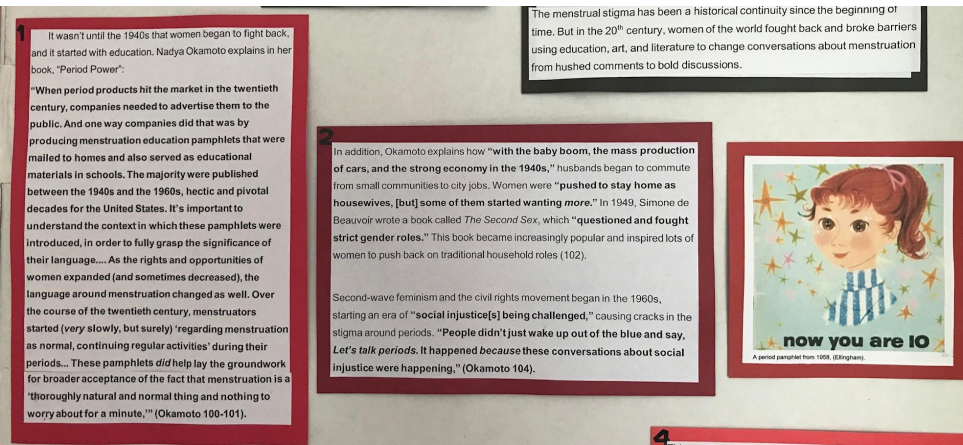 The menstrual stigma has been a historical continuity since the beginning of
time. But in the 20th century, women of the world fought back and broke barriers
using education, art, and literature to change conversations about menstruation
from hushed comments to bold discussions.
1
It wasn't until the 1940s that women began to fight back,
and it started with education. Nadya Okamoto explains in her
book, "Period Power":
"When period products hit the market in the twentieth
century, companies needed to advertise them to the
public. And one way companies did that was by
producing menstruation education pamphlets that were
mailed to homes and also served as educational
materials in schools. The majority were published
between the 1940s and the 1960s, hectic and pivotal
decades for the United States. It's important to
understand the context in which these pamphlets were
introduced, in order to fully grasp the significance of
their language.... As the rights and opportunities of
women expanded (and sometimes decreased), the
language around menstruation changed as well. Over
the course of the twentieth century, menstruators
started (very slowly, but surely) 'regarding menstruation
as normal, continuing regular activities' during their
periods... These pamphlets did help lay the groundwork
for broader acceptance of the fact that menstruation is a
'thoroughly natural and normal thing and nothing to
worry about for a minute,'" (Okamoto 100-101).
2
In addition, Okamoto explains how "with the baby boom, the mass production
of cars, and the strong economy in the 1940s," husbands began to commute
from small communities to city jobs. Women were "pushed to stay home as
housewives, [but] some of them started wanting more." In 1949, Simone de
Beauvoir wrote a book called The Second Sex, which "questioned and fought
strict gender roles." This book became increasingly popular and inspired lots of
women to push back on traditional household roles (102).
Second-wave feminism and the civil rights movement began in the 1960s,
starting an era of "social injustice[s] being challenged," causing cracks in the
stigma around periods. "People didn't just wake up out of the blue and say,
Let's talk periods. It happened because these conversations about social
injustice were happening," (Okamoto 104).
now you are 10
A period pamphlet from 1958, (Ellingham).
4